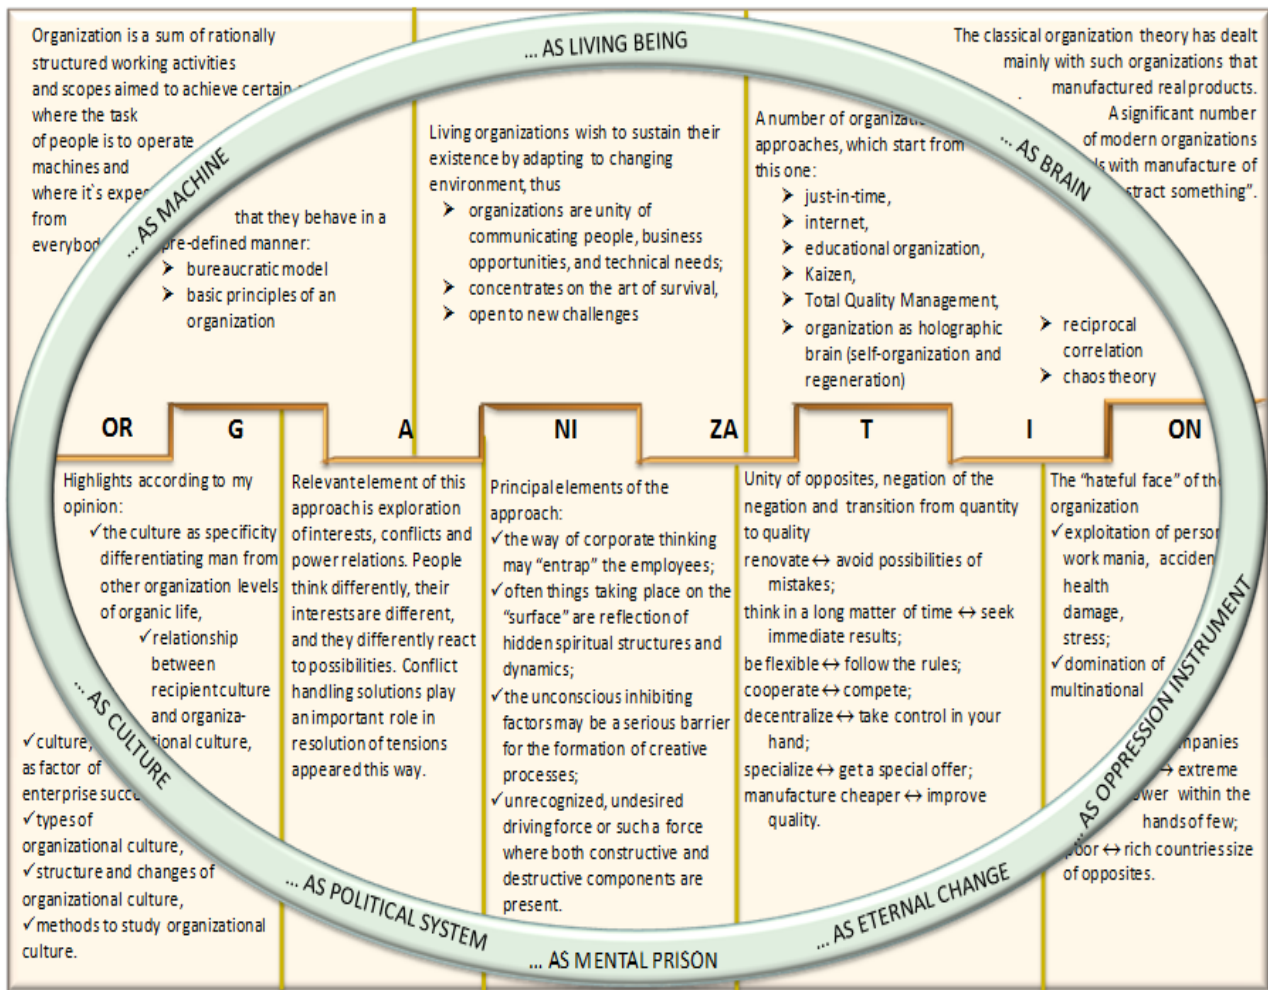 ... AS LIVING BEING
... AS MACHINE
... AS BRAIN
Organization is a sum of rationally
structured working activities
and scopes aimed to achieve certain
where the task
of people is to operate
machines and
where it`s
from
that they behave in a
pre-defined manner:
➤ bureaucratic model
➤ basic principles of an
organization
Living organizations wish to sustain their
existence by adapting to changing
environment, thus
➤ organizations are unity of
communicating people, business
opportunities, and technical needs;
➤ concentrates on the art of survival,
➤ open to new challenges
A number of
approaches, which start from
this one:
➤ just-in-time,
➤ internet,
➤ educational organization,
➤ Kaizen,
➤ Total Quality Management,
➤ organization as holographic
brain (self-organization and
regeneration)
➤ reciprocal
correlation
➤ chaos theory
The classical organization theory has dealt
mainly with such organizations that
manufactured real products.
A significant number
of modern organizations
with manufacture of
something”.
OR G A NI ZA T I ON
Highlights according to my
opinion:
✓the culture as specificity
differentiating man from
other organization levels
of organic life,
✓relationship
between
recipient culture
and organiza-
tional culture,
✓culture,
as factor of
enterprise
✓types of
organizational culture,
✓structure and changes of
organizational culture,
✓methods to study organizational
culture.
Relevant element of this
approach is exploration
of interests, conflicts and
power relations. People
think differently, their
interests are different,
and they differently react
to possibilities. Conflict
handling solutions play
an important role in
resolution of tensions
appeared this way.
Principal elements of the
approach:
✓the way of corporate thinking
may “entrap” the employees;
✓often things taking place on the
“surface” are reflection of
hidden spiritual structures and
dynamics;
✓the unconscious inhibiting
factors may be a serious barrier
for the formation of creative
processes;
✓unrecognized, undesired
driving force or such a force
where both constructive and
destructive components are
present.
Unity of opposites, negation of the
negation and transition from quantity
to quality
renovate ↔ avoid possibilities of
mistakes;
think in a long matter of time ↔ seek
immediate results;
be flexible ↔ follow the rules;
cooperate ↔ compete;
decentralize ↔ take control in your
hand;
specialize ↔ get a special offer;
manufacture cheaper ↔ improve
quality.
The “hateful face” of the
organization
✓exploitation of
work mania,
health
damage,
stress;
✓domination of
multinational
↔ extreme
within the
hands of few;
poor ↔ rich countries size
of opposites.
... AS CULTURE
... AS POLITICAL SYSTEM
... AS MENTAL PRISON
... AS ETERNAL CHANGE
... AS OPPRESSION INSTRUMENT